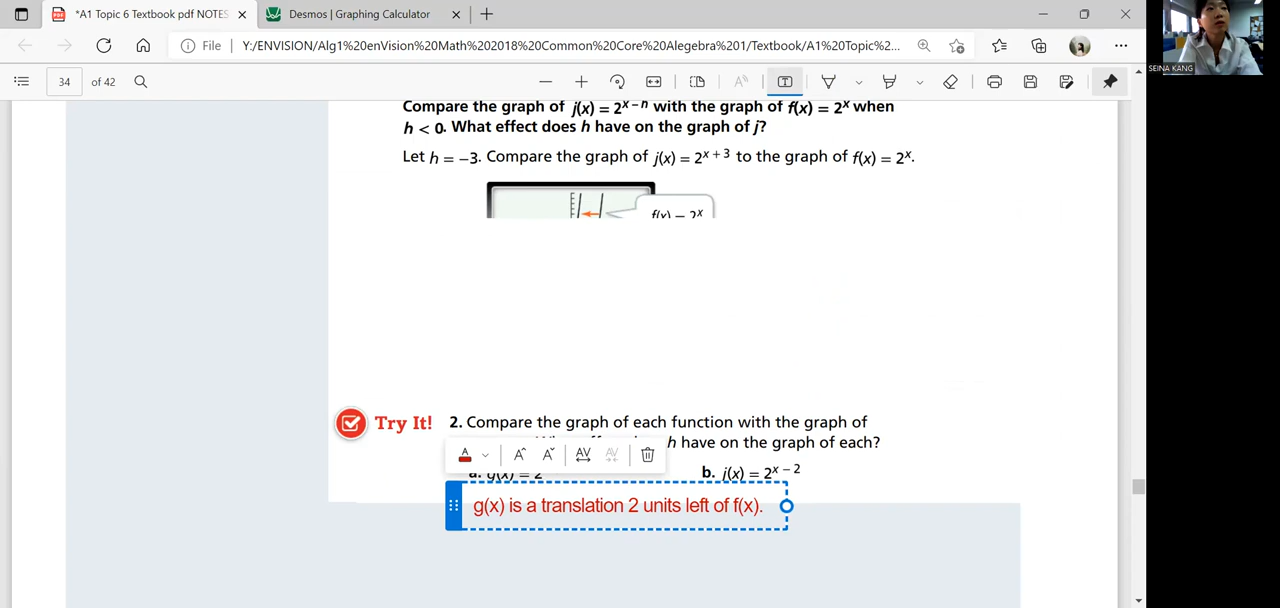 *A1 Topic 6 Textbook pdf NOTES
Desmos | Graphing Calculator
File
Y:/ENVISION/Alg1%20enVision%20Math%202018%20Common%20Core%20Alegebra%201/Textbook/A1%20Topic%2...
34 of 42
SEINA KANG
Compare the graph of j(x) = 2^(x – h) with the graph of f(x) = 2^x when
h < 0. What effect does h have on the graph of j?
Let h = –3. Compare the graph of j(x) = 2^(x + 3) to the graph of f(x) = 2^x.
f(x) = 2^x
Try It! 2. Compare the graph of each function with the graph of
h have on the graph of each?
a. g(x) = 2
b. j(x) = 2^(x – 2)
g(x) is a translation 2 units left of f(x).